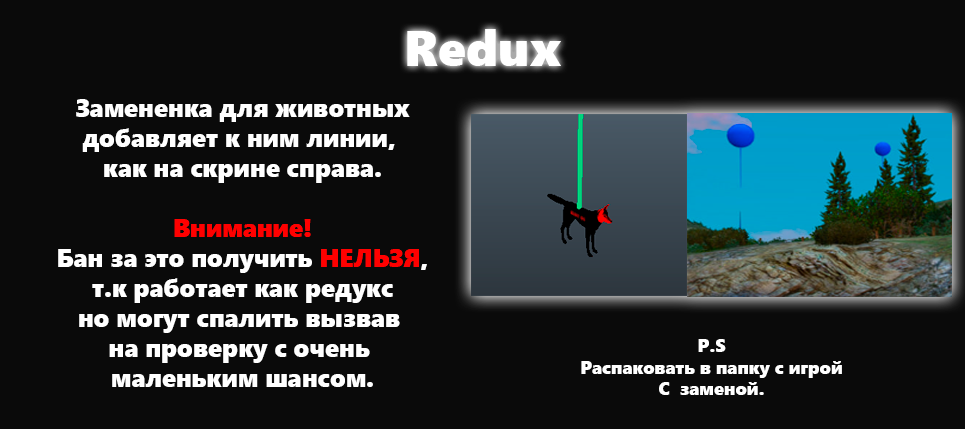 Redux
Замененка для животных
добавляет к ним линии,
как на скрине справа.
Внимание!
Бан за это получить НЕЛЬЗЯ,
т.к работает как редукс
но могут спалить вызвав
на проверку с очень
маленьким шансом.
P.S
Распаковать в папку с игрой
С заменой.